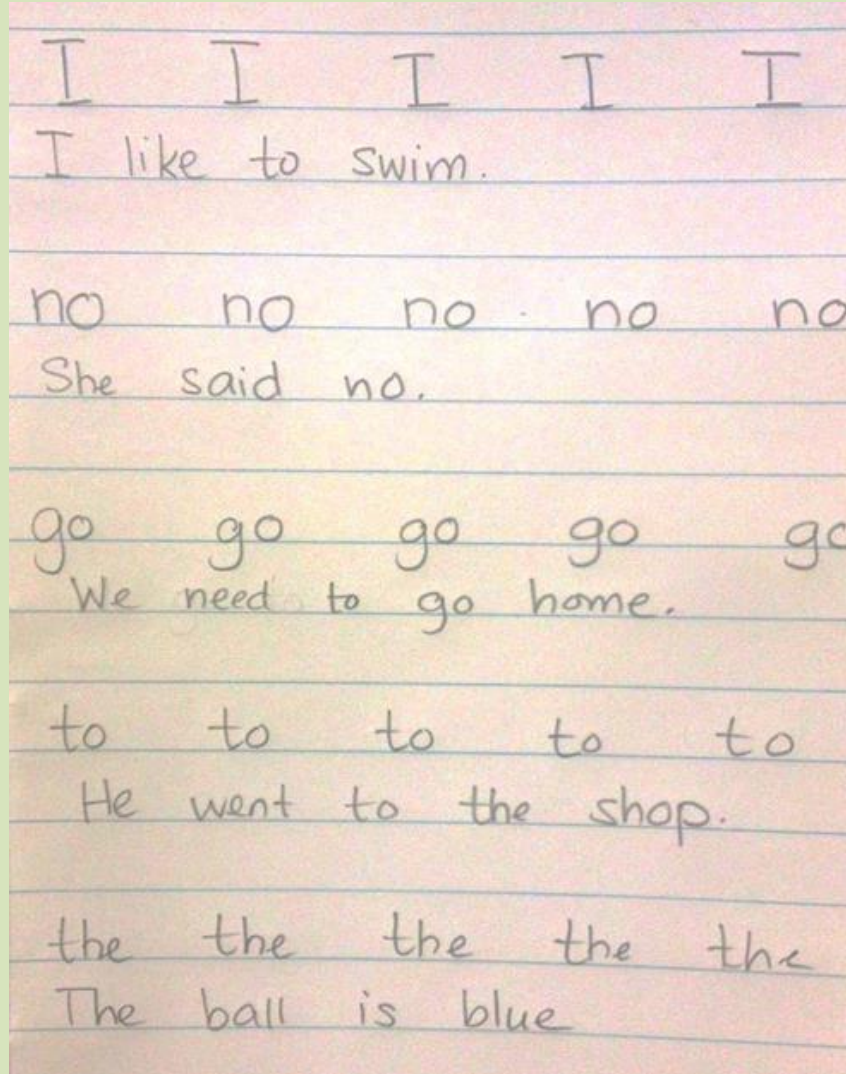 I I I I I
I like to swim.
no no no no no
She said no.
go go go go go
We need to go home.
to to to to to
He went to the shop.
the the the the the
The ball is blue